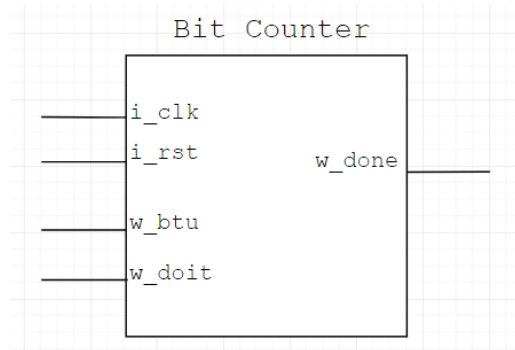 Bit Counter
i_clk
i_rst
w_done
w_btu
w_doit